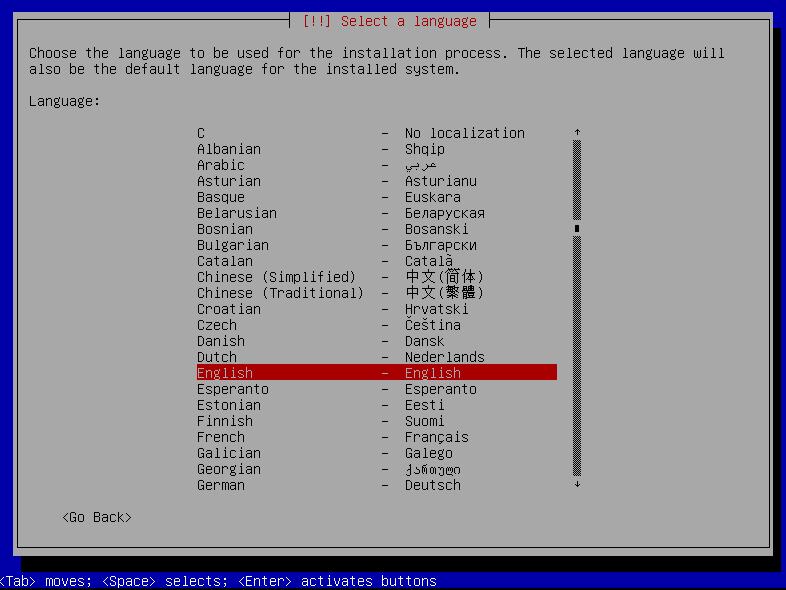 [!!] Select a language
Choose the language to be used for the installation process. The selected language will
also be the default language for the installed system.
Language:
C - No localization
Albanian - Shqip
Arabic - عربي
Asturian - Asturianu
Basque - Euskara
Belarusian - Беларуская
Bosnian - Bosanski
Bulgarian - Български
Catalan - Català
Chinese (Simplified) - 中文(简体)
Chinese (Traditional) - 中文(繁體)
Croatian - Hrvatski
Czech - Čeština
Danish - Dansk
Dutch - Nederlands
English - English
Esperanto - Esperanto
Estonian - Eesti
Finnish - Suomi
French - Français
Galician - Galego
Georgian - ქართული
German - Deutsch
<Go Back>
<Tab> moves; <Space> selects; <Enter> activates buttons